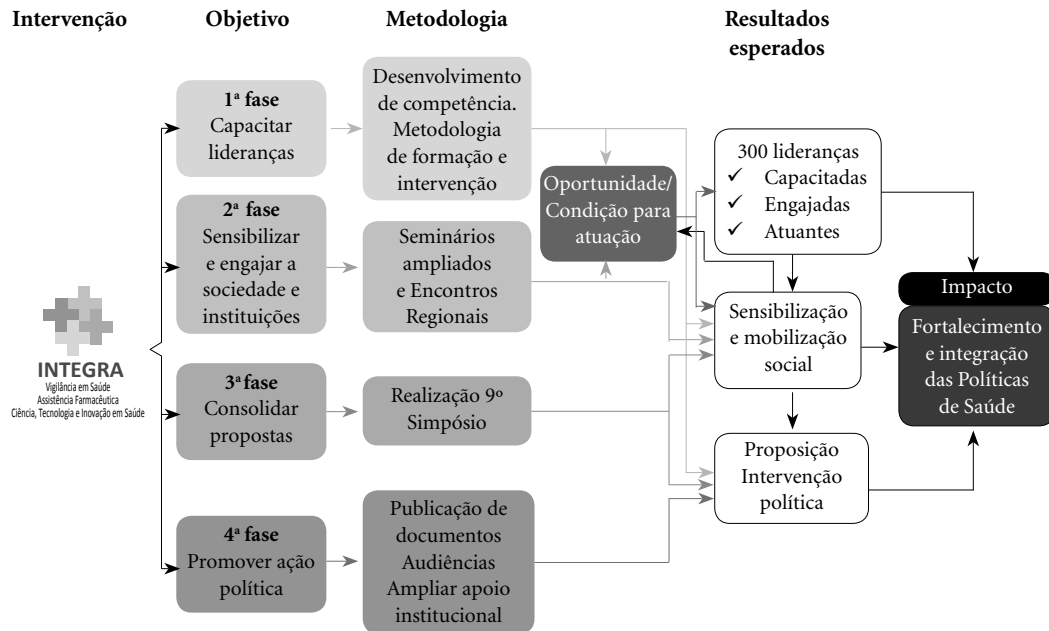 Intervenção
Objetivo
Metodologia
Resultados
esperados
1ª fase
Capacitar
lideranças
Desenvolvimento
de competência.
Metodologia
de formação e
intervenção
2ª fase
Sensibilizar
e engajar a
sociedade e
instituições
Seminários
ampliados
e Encontros
Regionais
3ª fase
Consolidar
propostas
Realização 9º
Simpósio
4ª fase
Promover ação
política
Publicação de
documentos
Audiências
Ampliar apoio
institucional
INTEGRA
Vigilância em Saúde
Assistência Farmacêutica
Ciência, Tecnologia e Inovação em Saúde
Oportunidade/
Condição para
atuação
300 lideranças
✓ Capacitadas
✓ Engajadas
✓ Atuantes
Sensibilização
e mobilização
social
Proposição
Intervenção
política
Impacto
Fortalecimento
e integração
das Políticas
de Saúde